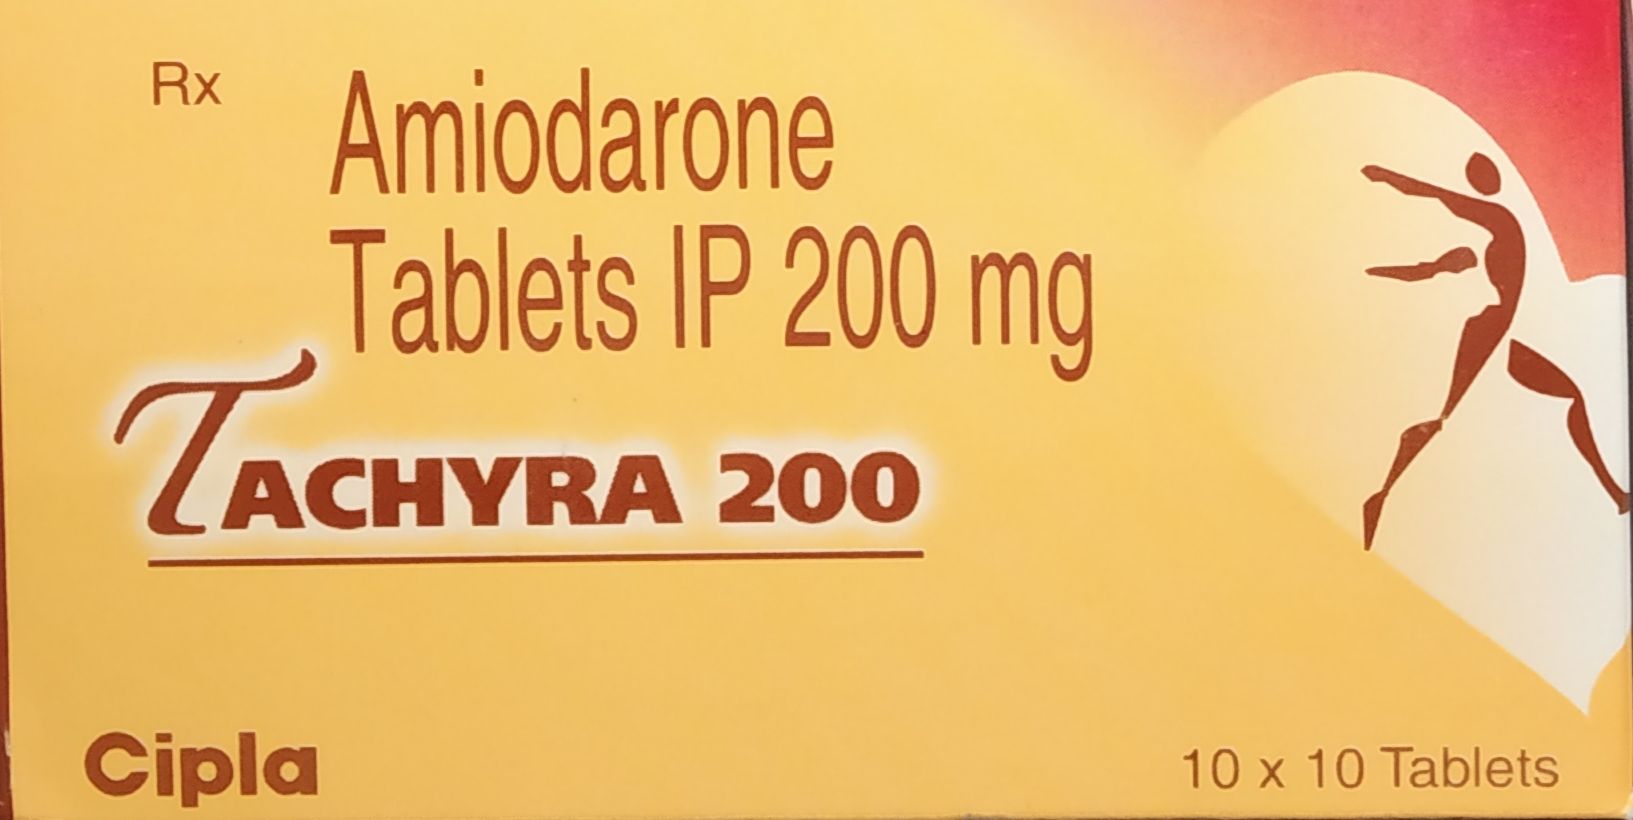 Rx
Amiodarone
Tablets IP 200 mg
TACHYRA 200
Cipla
10 x 10 Tablets